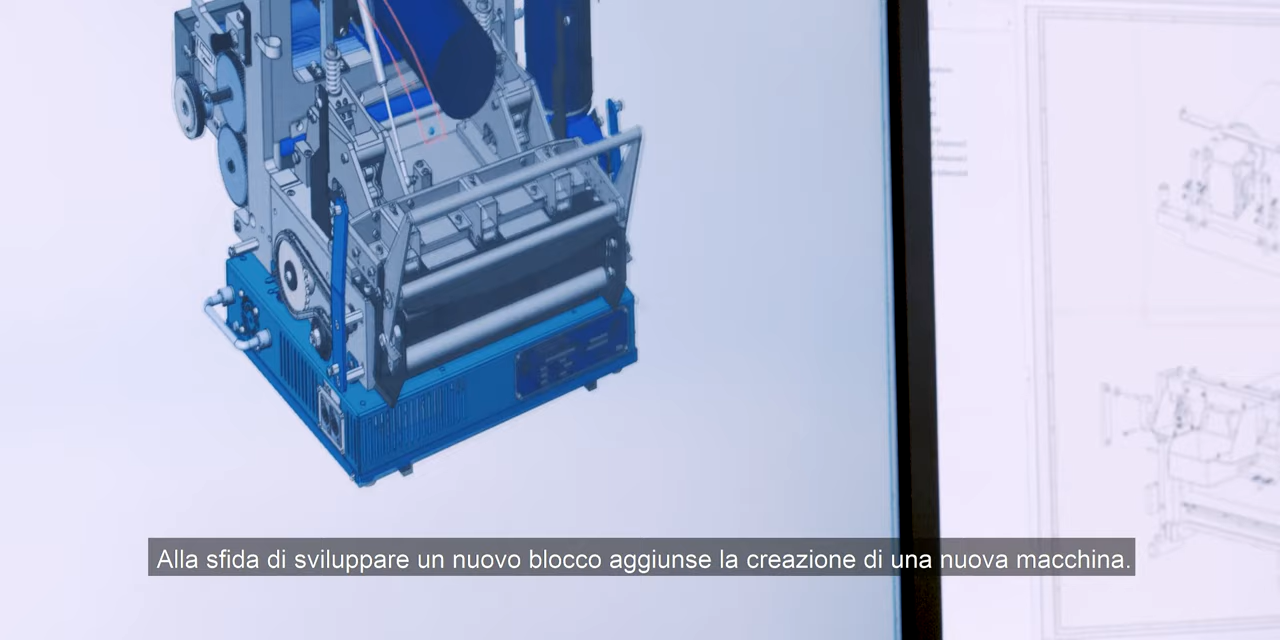 Alla sfida di sviluppare un nuovo blocco aggiunse la creazione di una nuova macchina.